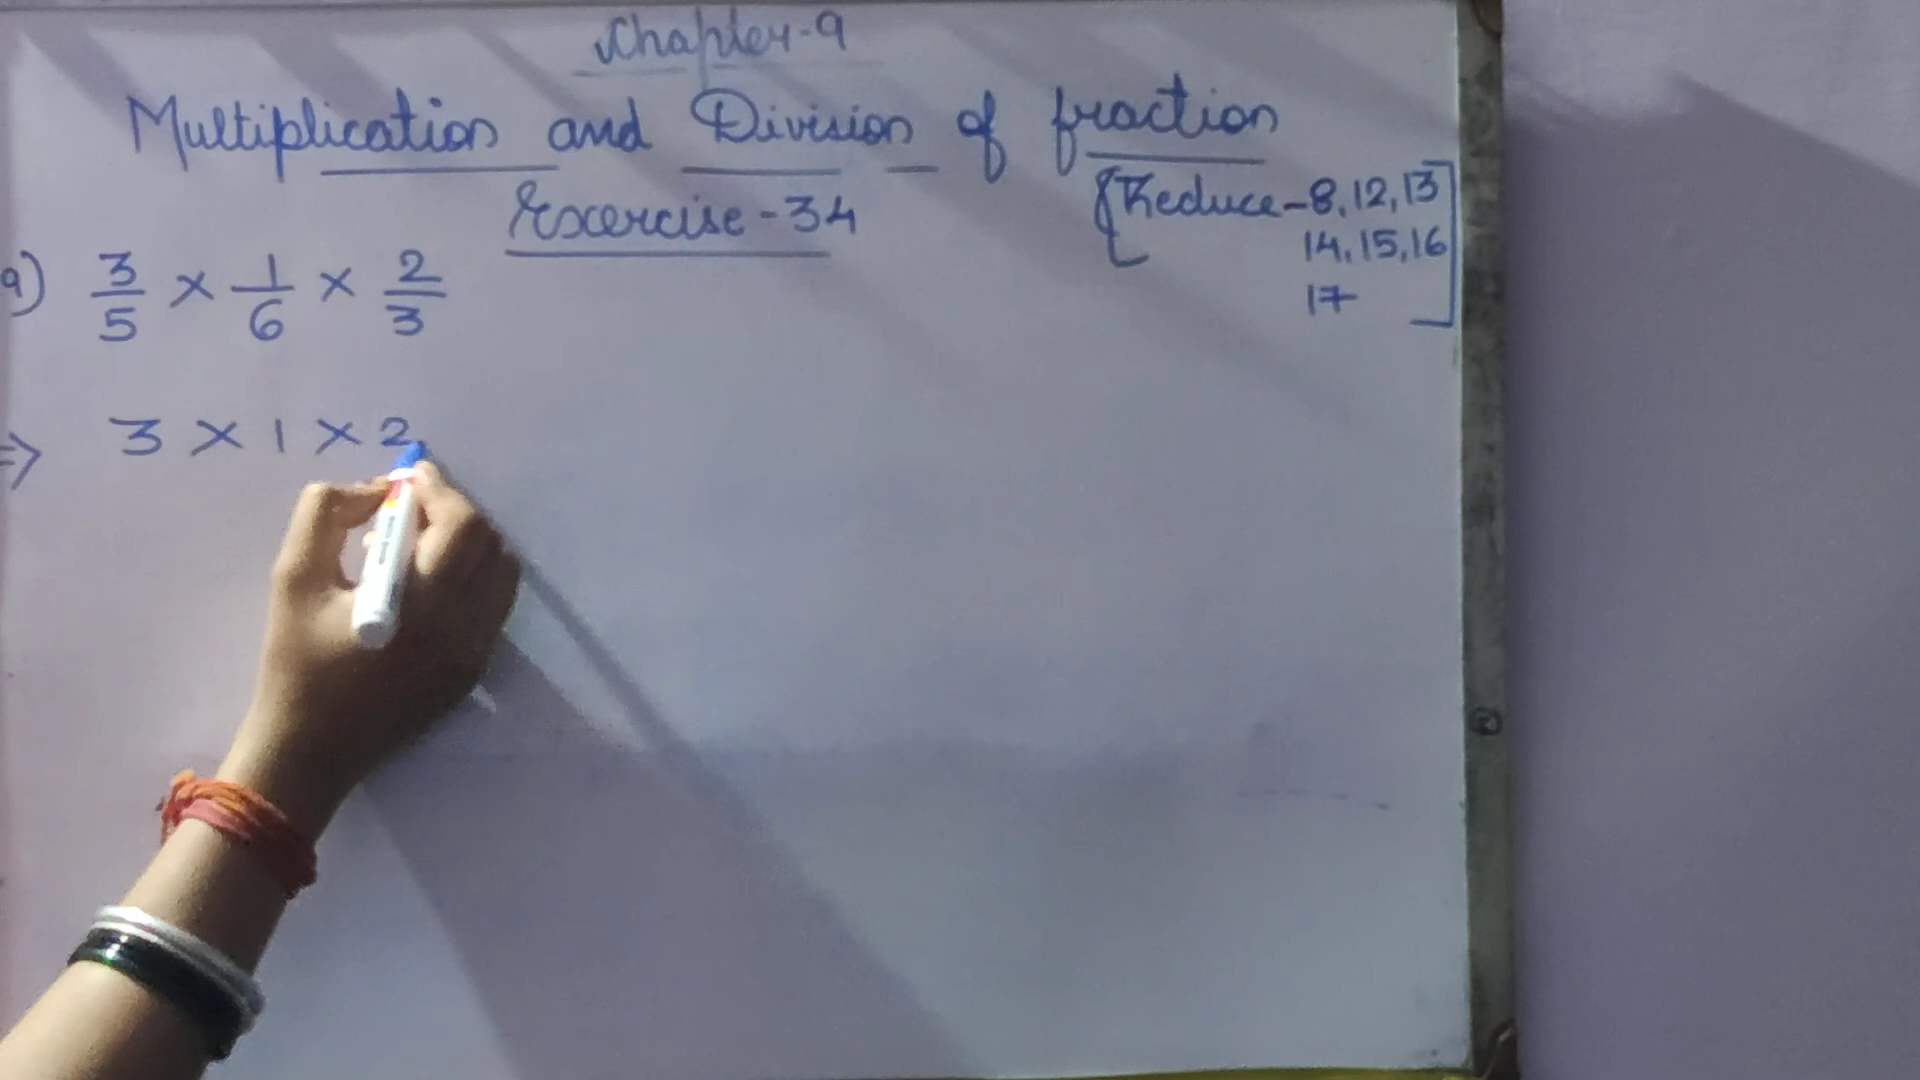 Chapter-9
Multiplication and Division of fraction
Exercise-34
{Reduce-8,12,13
14,15,16
17]
9) 3/5 × 1/6 × 2/3
⇒ 3 × 1 × 2